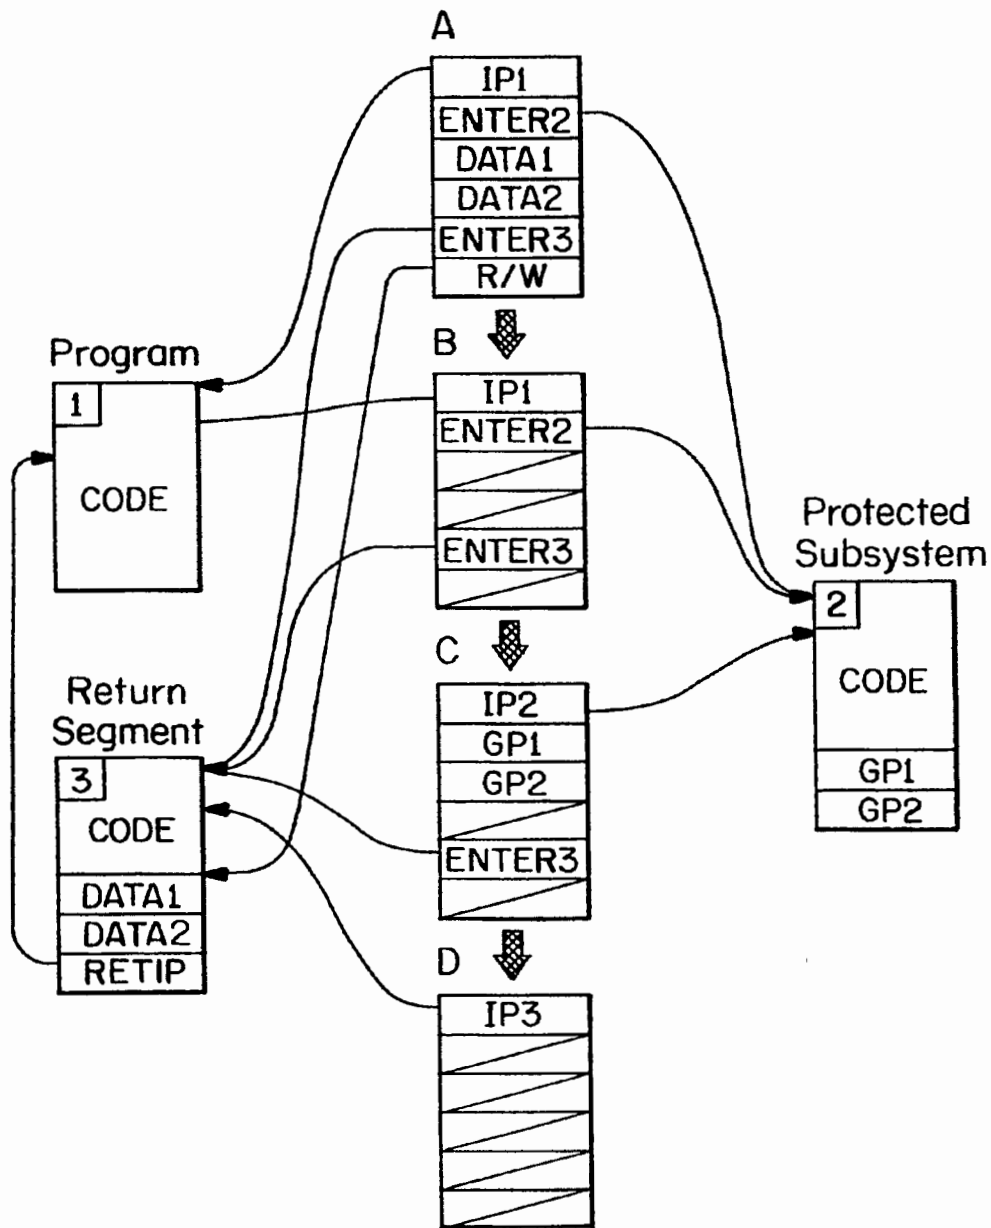 A
IP1
ENTER2
DATA1
DATA2
ENTER3
R/W
B
IP1
ENTER2
ENTER3
C
IP2
GP1
GP2
ENTER3
D
IP3
Program
1
CODE
Return
Segment
3
CODE
DATA1
DATA2
RETIP
Protected
Subsystem
2
CODE
GP1
GP2